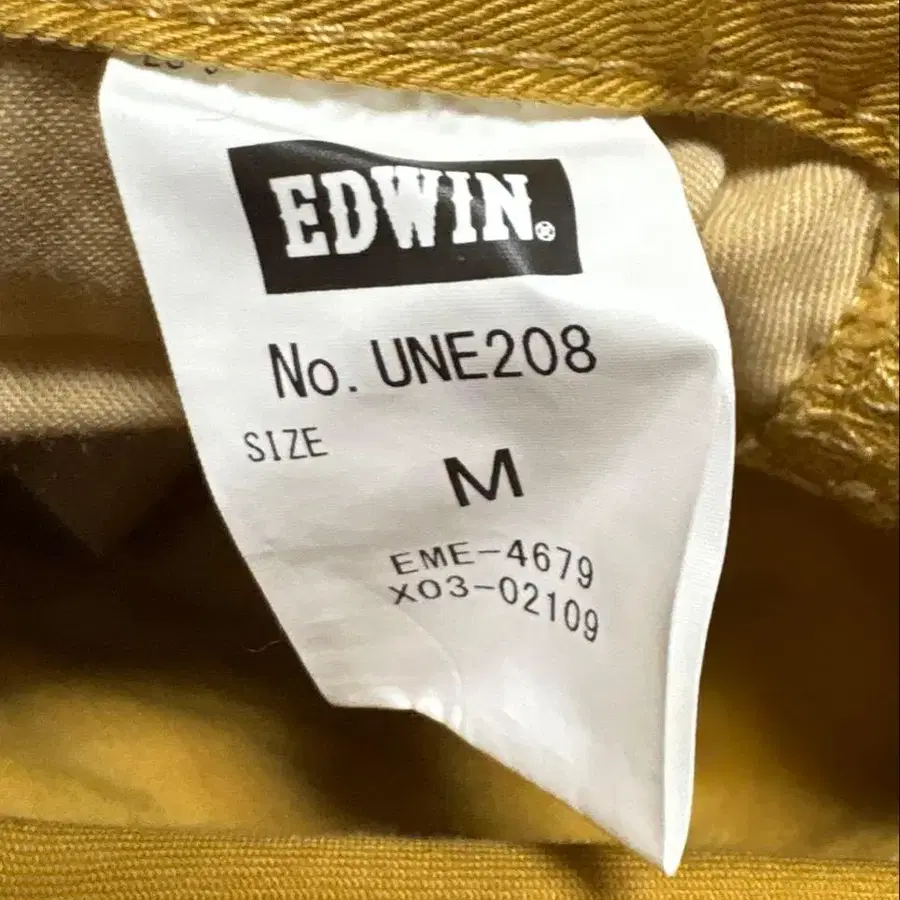 EDWIN®
No. UNE208
SIZE
M
EME-4679
X03-02109